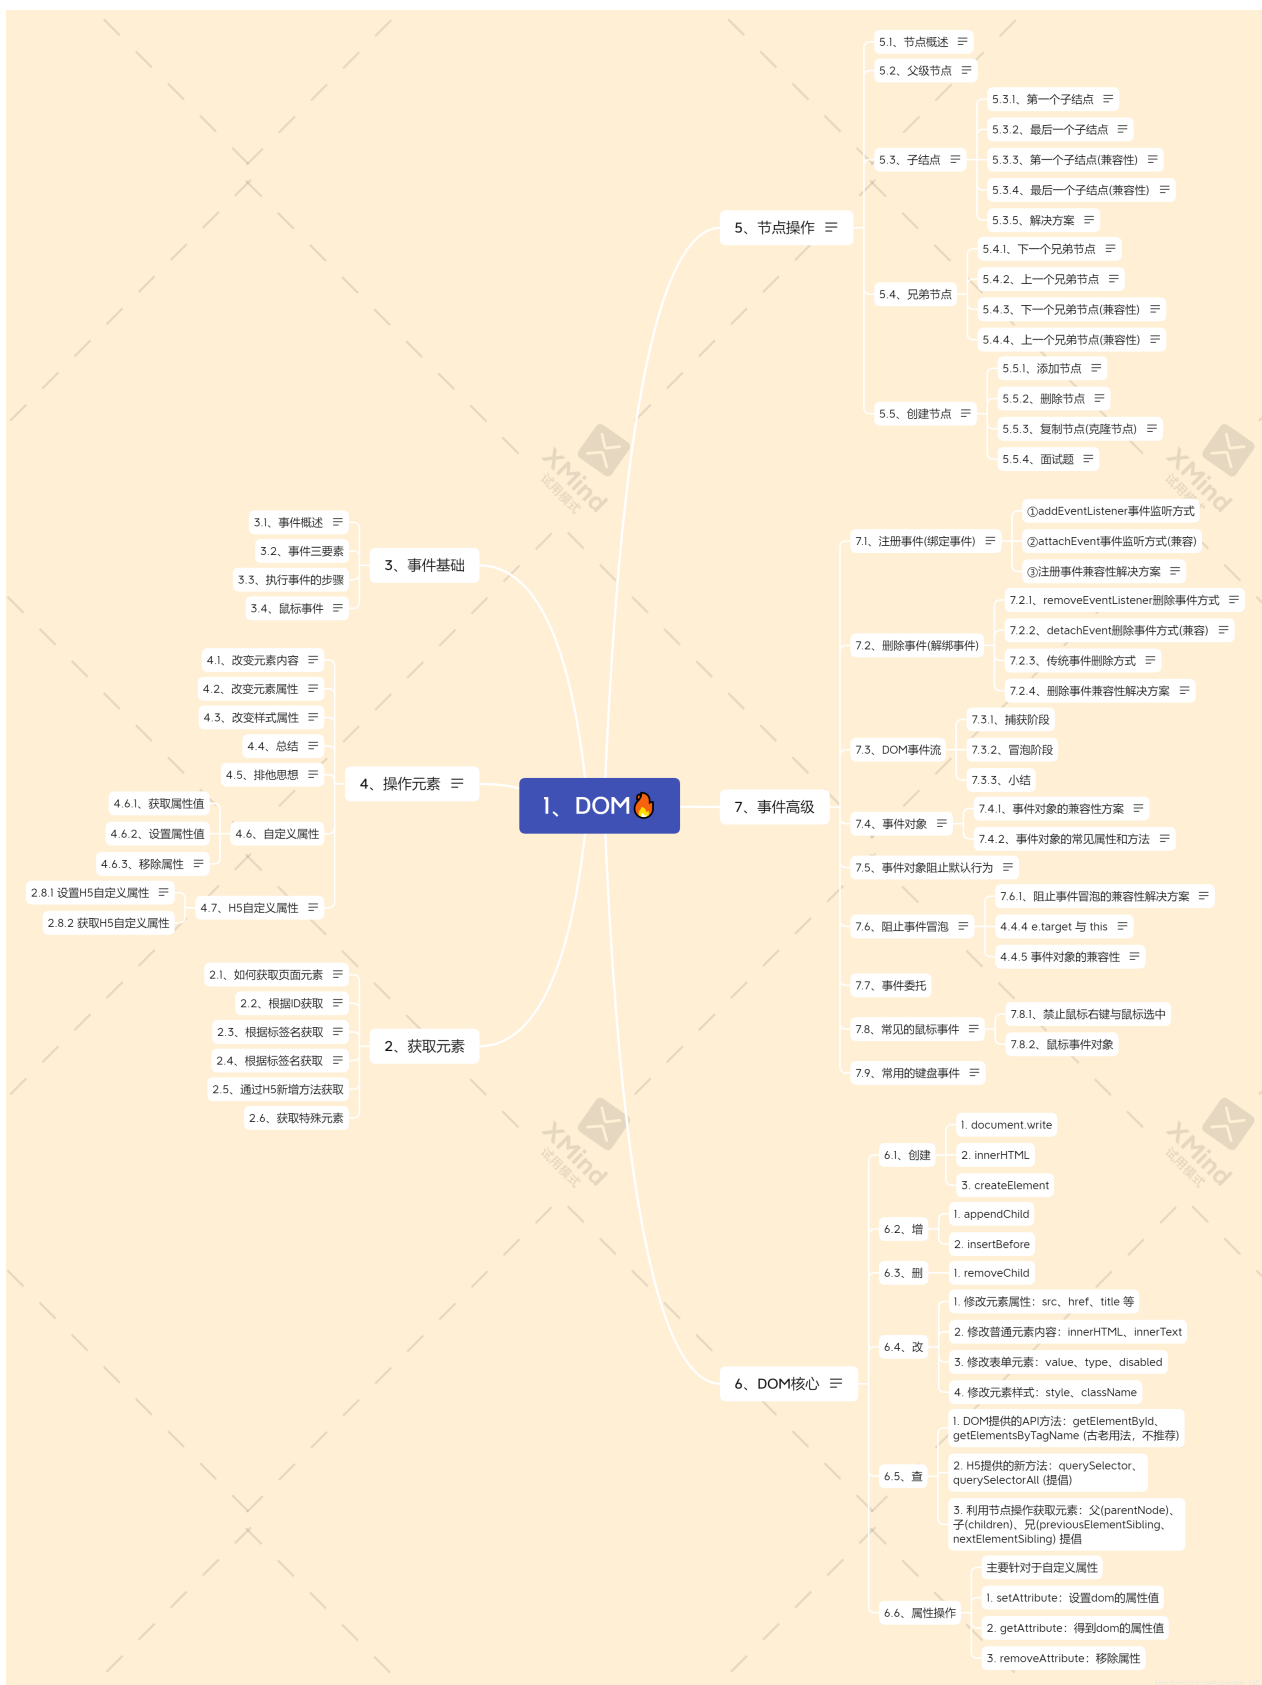 1、DOM🔥
5、节点操作
5.1、节点概述
5.2、父级节点
5.3、子结点
5.3.1、第一个子结点
5.3.2、最后一个子结点
5.3.3、第一个子结点(兼容性)
5.3.4、最后一个子结点(兼容性)
5.3.5、解决方案
5.4、兄弟节点
5.4.1、下一个兄弟节点
5.4.2、上一个兄弟节点
5.4.3、下一个兄弟节点(兼容性)
5.4.4、上一个兄弟节点(兼容性)
5.5、创建节点
5.5.1、添加节点
5.5.2、删除节点
5.5.3、复制节点(克隆节点)
5.5.4、面试题
7、事件高级
7.1、注册事件(绑定事件)
①addEventListener事件监听方式
②attachEvent事件监听方式(兼容)
③注册事件兼容性解决方案
7.2、删除事件(解绑事件)
7.2.1、removeEventListener删除事件方式
7.2.2、detachEvent删除事件方式(兼容)
7.2.3、传统事件删除方式
7.2.4、删除事件兼容性解决方案
7.3、DOM事件流
7.3.1、捕获阶段
7.3.2、冒泡阶段
7.3.3、小结
7.4、事件对象
7.4.1、事件对象的兼容性方案
7.4.2、事件对象的常见属性和方法
7.5、事件对象阻止默认行为
7.6、阻止事件冒泡
7.6.1、阻止事件冒泡的兼容性解决方案
4.4.4 e.target 与 this
4.4.5 事件对象的兼容性
7.7、事件委托
7.8、常见的鼠标事件
7.8.1、禁止鼠标右键与鼠标选中
7.8.2、鼠标事件对象
7.9、常用的键盘事件
6、DOM核心
6.1、创建
1. document.write
2. innerHTML
3. createElement
6.2、增
1. appendChild
2. insertBefore
6.3、删
1. removeChild
6.4、改
1. 修改元素属性：src、href、title 等
2. 修改普通元素内容：innerHTML、innerText
3. 修改表单元素：value、type、disabled
4. 修改元素样式：style、className
6.5、查
1. DOM提供的API方法：getElementById、
getElementsByTagName (古老用法，不推荐)
2. H5提供的新方法：querySelector、
querySelectorAll (提倡)
3. 利用节点操作获取元素：父(parentNode)、
子(children)、兄(previousElementSibling、
nextElementSibling) 提倡
6.6、属性操作
主要针对于自定义属性
1. setAttribute：设置dom的属性值
2. getAttribute：得到dom的属性值
3. removeAttribute：移除属性
3、事件基础
3.1、事件概述
3.2、事件三要素
3.3、执行事件的步骤
3.4、鼠标事件
4、操作元素
4.1、改变元素内容
4.2、改变元素属性
4.3、改变样式属性
4.4、总结
4.5、排他思想
4.6、自定义属性
4.6.1、获取属性值
4.6.2、设置属性值
4.6.3、移除属性
4.7、H5自定义属性
2.8.1 设置H5自定义属性
2.8.2 获取H5自定义属性
2、获取元素
2.1、如何获取页面元素
2.2、根据ID获取
2.3、根据标签名获取
2.4、根据标签名获取
2.5、通过H5新增方法获取
2.6、获取特殊元素
XMind
试用模式
XMind
试用模式
XMind
试用模式
XMind
试用模式